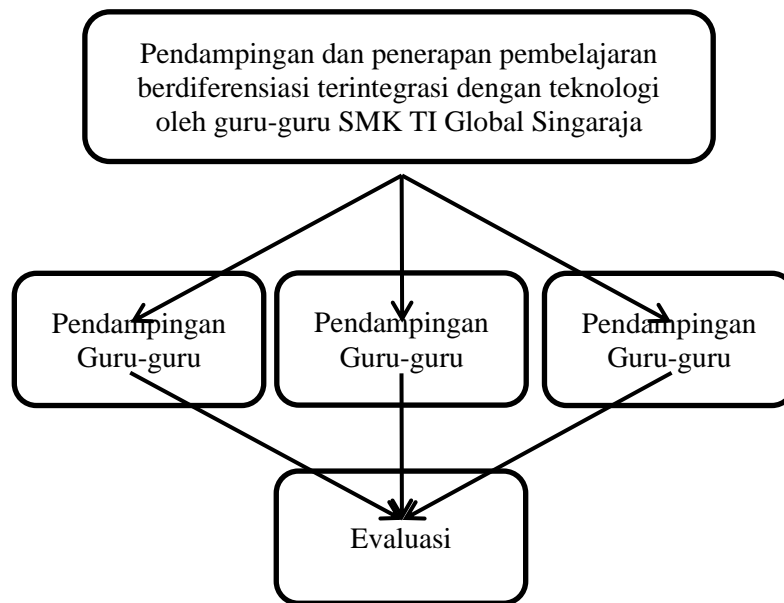 Pendampingan dan penerapan pembelajaran
berdiferensiasi terintegrasi dengan teknologi
oleh guru-guru SMK TI Global Singaraja
Pendampingan
Guru-guru
Pendampingan
Guru-guru
Pendampingan
Guru-guru
Evaluasi